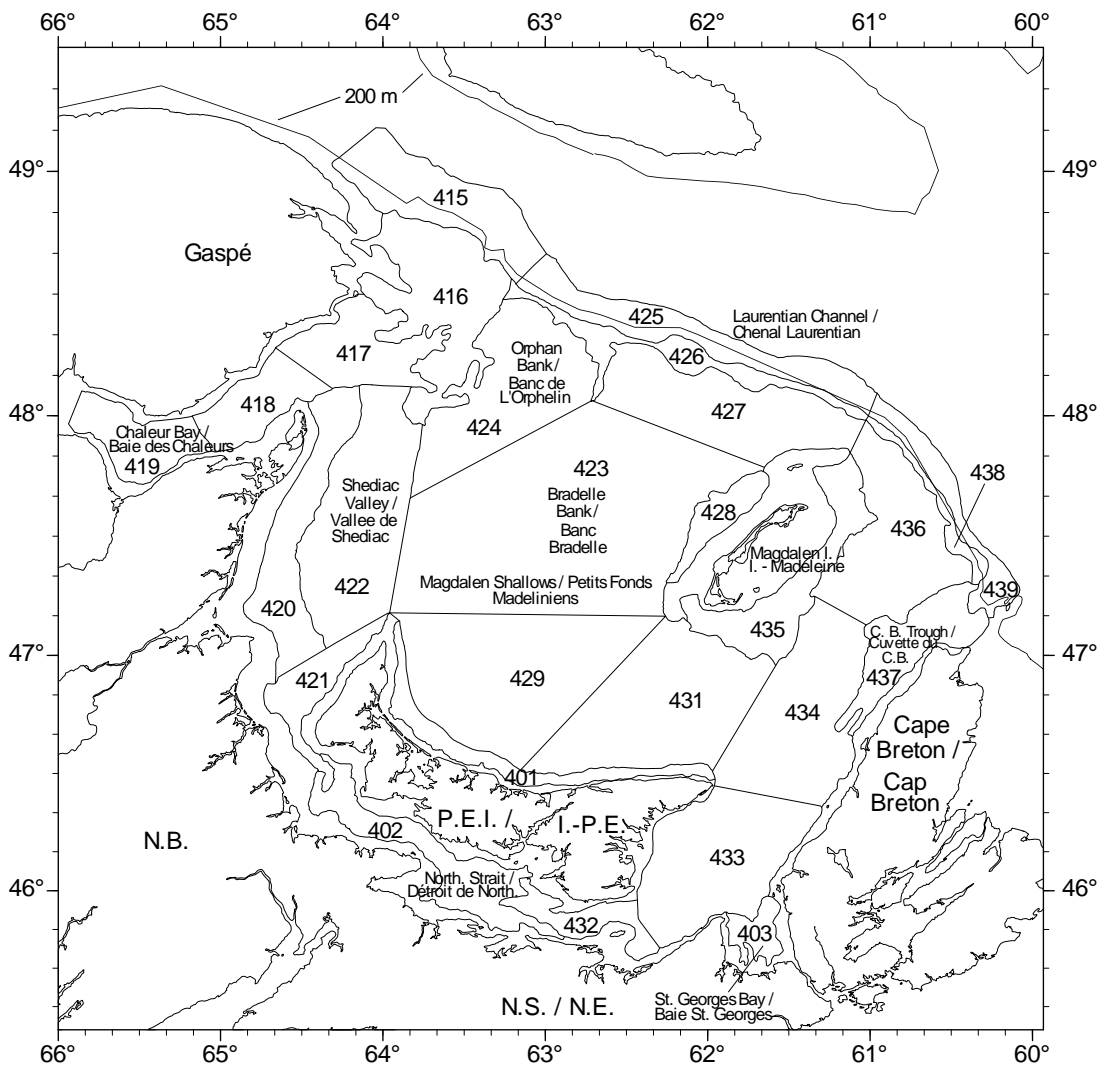 66°
65°
64°
63°
62°
61°
60°
200 m
49°
49°
415
Gaspé
416
425
Laurentian Channel /
Chenal Laurentian
417
Orphan
Bank/
Banc de
L'Orphelin
426
427
48°
48°
418
424
Chaleur Bay /
Baie des Chaleurs
419
423
438
Shediac
Valley /
Vallee de
Shediac
Bradelle
Bank/
Banc
Bradelle
428
436
Magdalen I. /
I. - Madeleine
422
Magdalen Shallows / Petits Fonds
Madeliniens
439
420
435
C. B. Trough /
Cuvette du
C.B.
47°
47°
421
429
437
431
434
Cape
Breton /
Cap
Breton
401
P.E.I. /
I.-P.E.
402
N.B.
433
46°
46°
North. Strait /
Détroit de North.
432
403
St. Georges Bay /
Baie St. Georges
N.S. / N.E.
66°
65°
64°
63°
62°
61°
60°